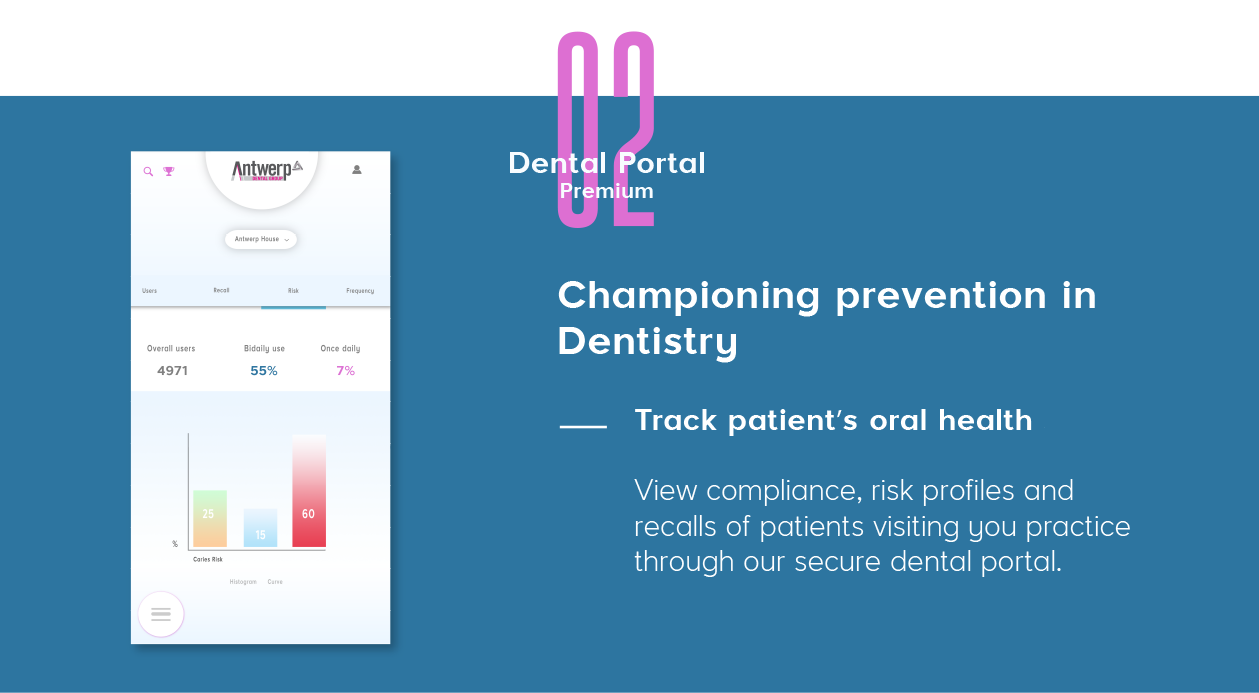 02
Dental Portal
Premium
Antwerp
DENTAL GROUP
Antwerp House
Users Recall Risk Frequency
Overall users Bidaily use Once daily
4971 55% 7%
25 15 60
%
Caries Risk
Histogram Curve
Championing prevention in
Dentistry
Track patient's oral health
View compliance, risk profiles and
recalls of patients visiting you practice
through our secure dental portal.